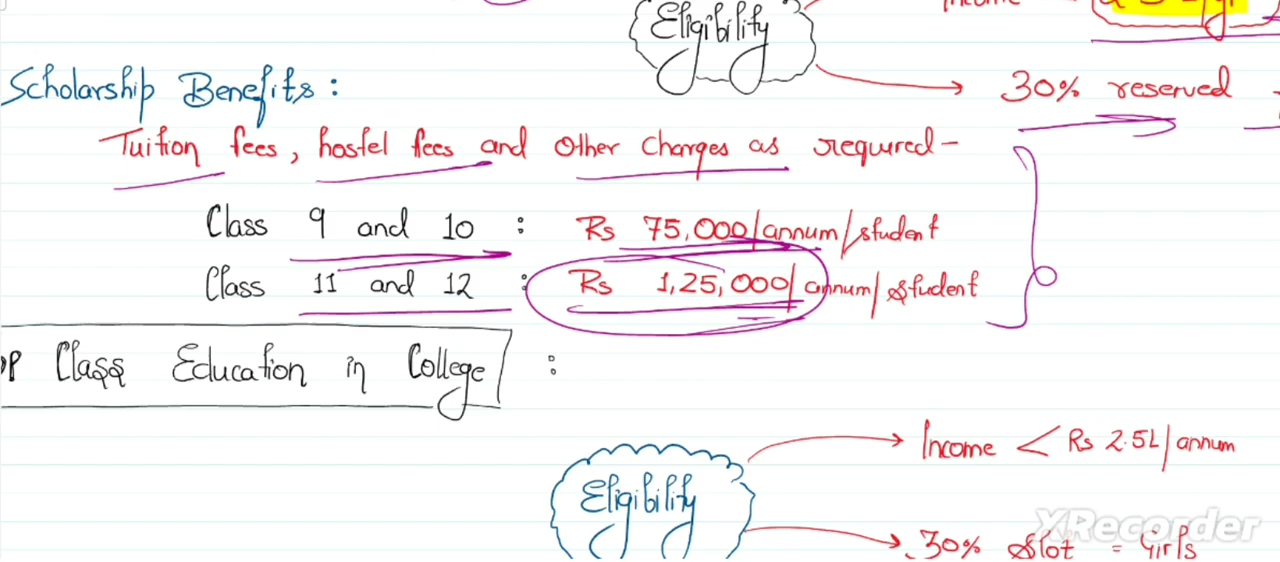 Eligibility
30% reserved
Scholarship Benefits :
Tuition fees, hostel fees and other charges as required-
Class 9 and 10 : Rs 75,000/annum/student
Class 11 and 12 : Rs 1,25,000/annum/student
Class Education in College :
Income < Rs 2.5L/annum
Eligibility
30% slot = Girls
XRecorder